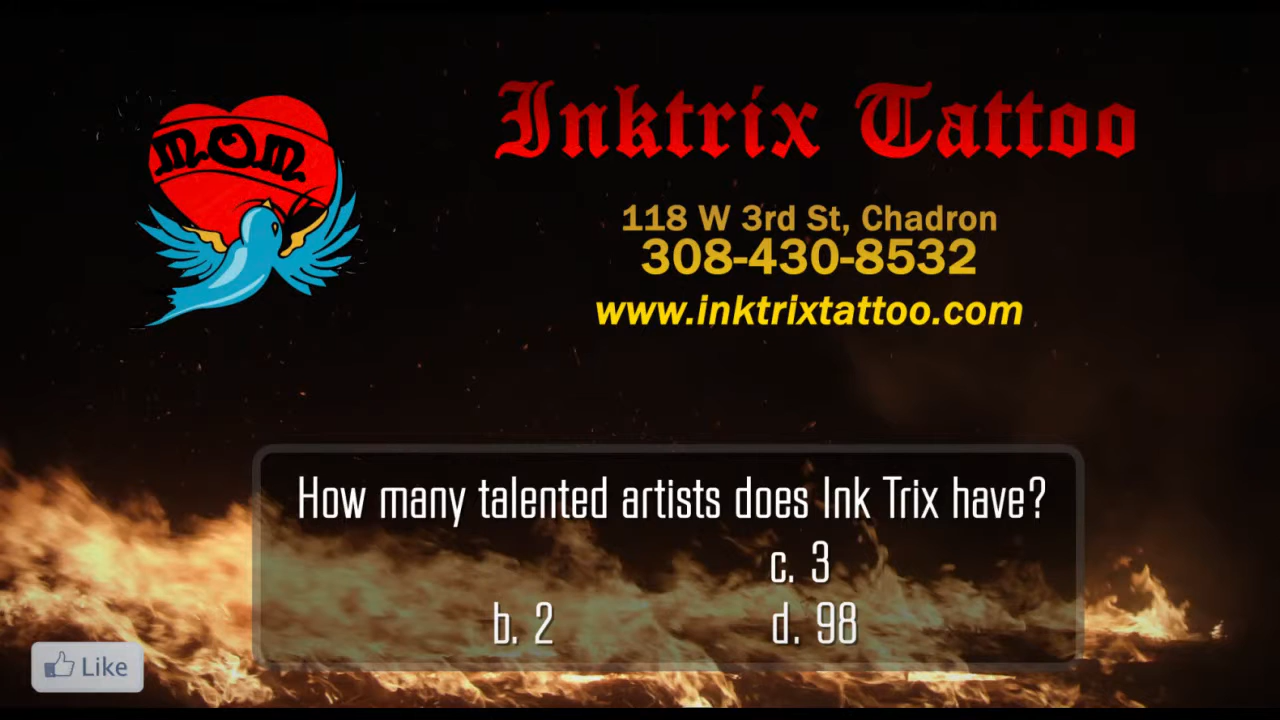 M.O.M
Inktrix Tattoo
118 W 3rd St, Chadron
308-430-8532
www.inktrixtattoo.com
How many talented artists does Ink Trix have?
c. 3
b. 2 d. 98
Like